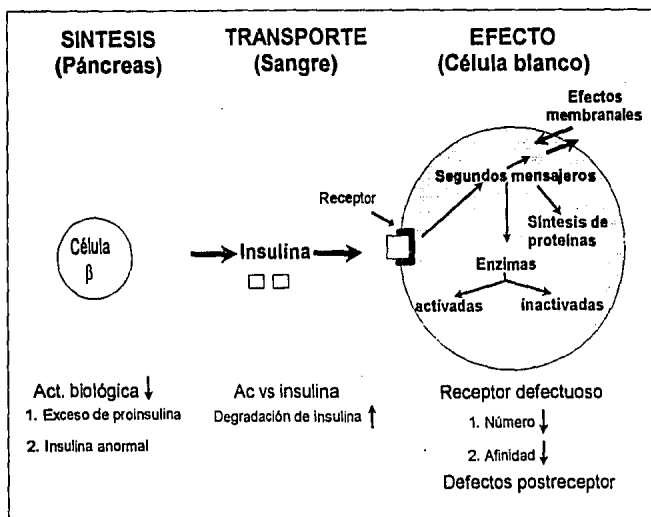 SINTESIS
(Páncreas)
TRANSPORTE
(Sangre)
EFECTO
(Célula blanco)
Efectos
membranales
Segundos mensajeros
Receptor
Síntesis de
proteínas
Célula
β
Insulina
Enzimas
activadas
inactivadas
Act. biológica ↓
1. Exceso de proinsulina
2. Insulina anormal
Ac vs insulina
Degradación de insulina ↑
Receptor defectuoso
1. Número ↓
2. Afinidad ↓
Defectos postreceptor